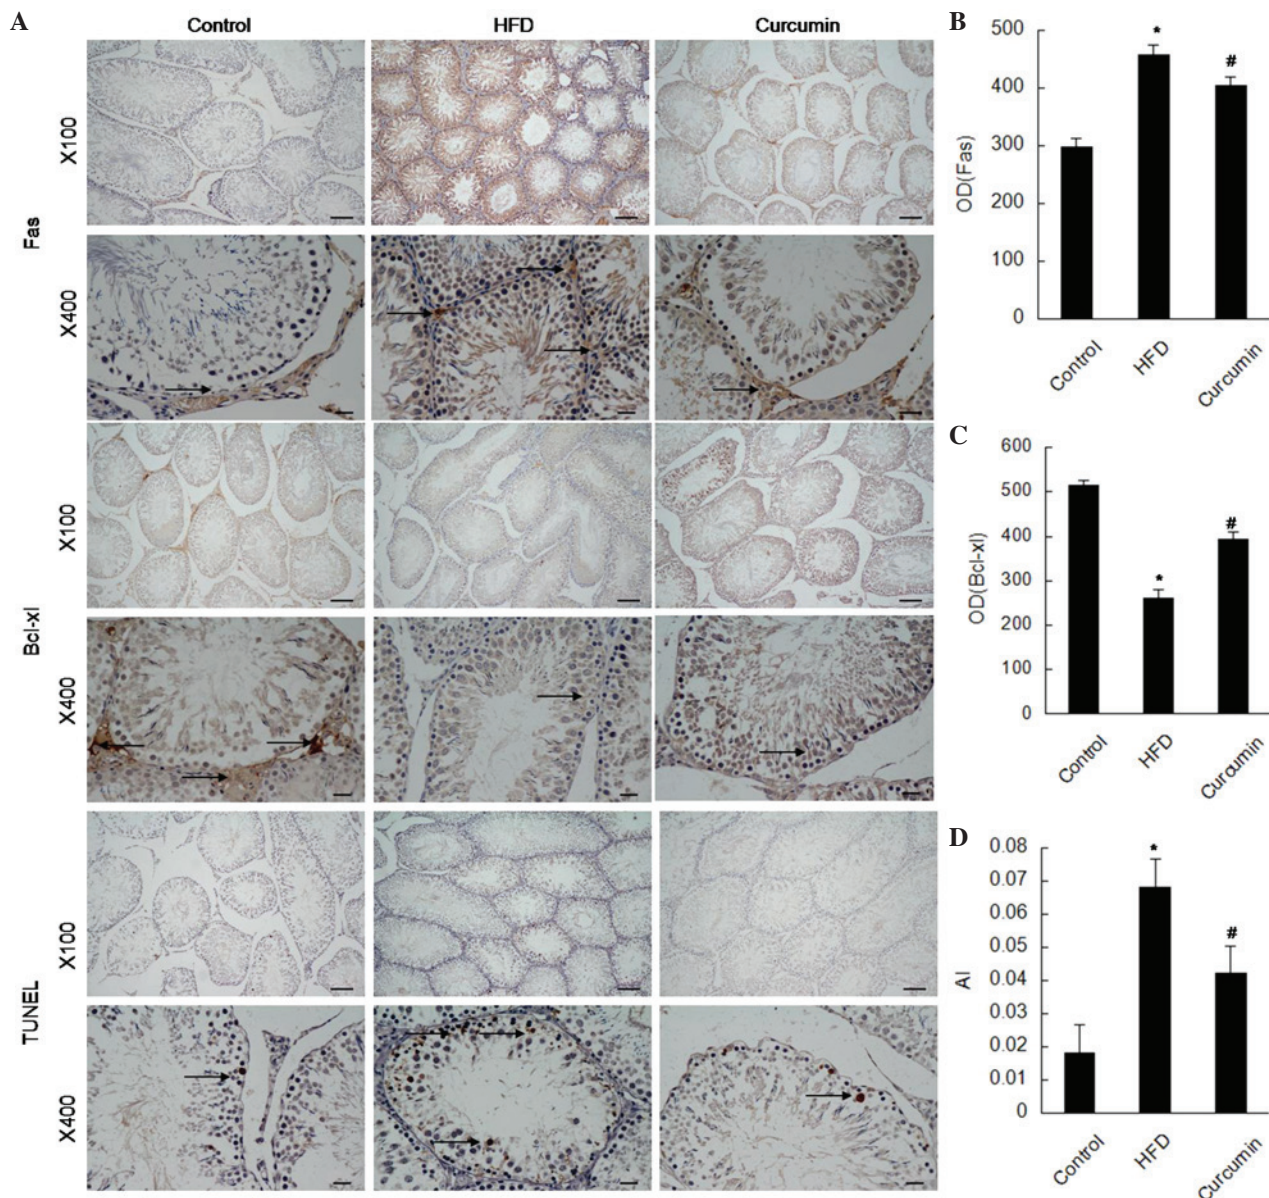 A
Control
HFD
Curcumin
Fas
X100
X400
Bcl-xl
X100
X400
TUNEL
X100
X400
B
OD(Fas)
500
400
300
200
100
0
*
#
Control
HFD
Curcumin
C
OD(Bcl-xl)
600
500
400
300
200
100
0
*
#
Control
HFD
Curcumin
D
AI
0.08
0.07
0.06
0.05
0.04
0.03
0.02
0.01
0
*
#
Control
HFD
Curcumin